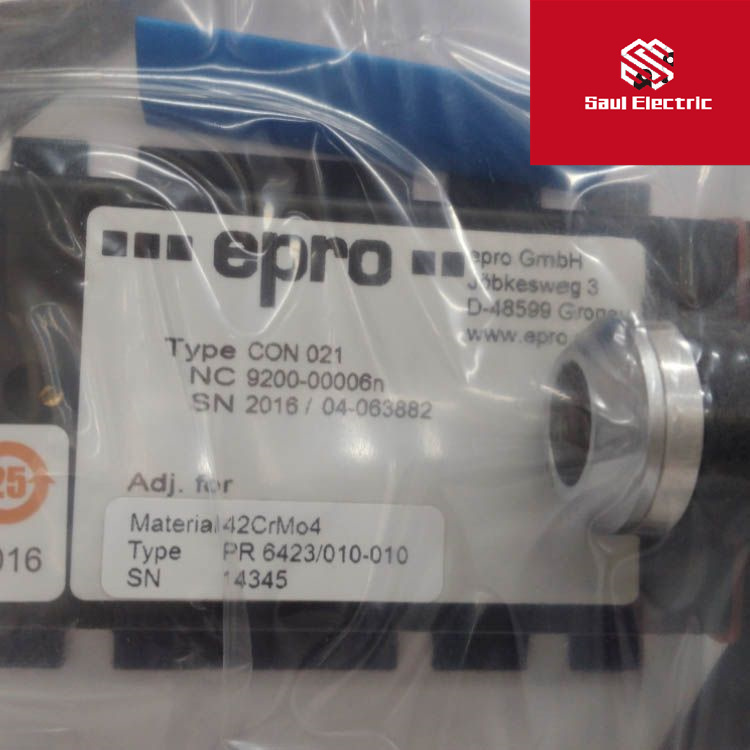 Saul Electric
epro
epro GmbH
Jöbkesweg 3
D-48599
www.epro
Type CON 021
NC 9200-00006n
SN 2016 / 04-063882
25
016
Adj. for
Material 42CrMo4
Type PR 6423/010-010
SN 14345